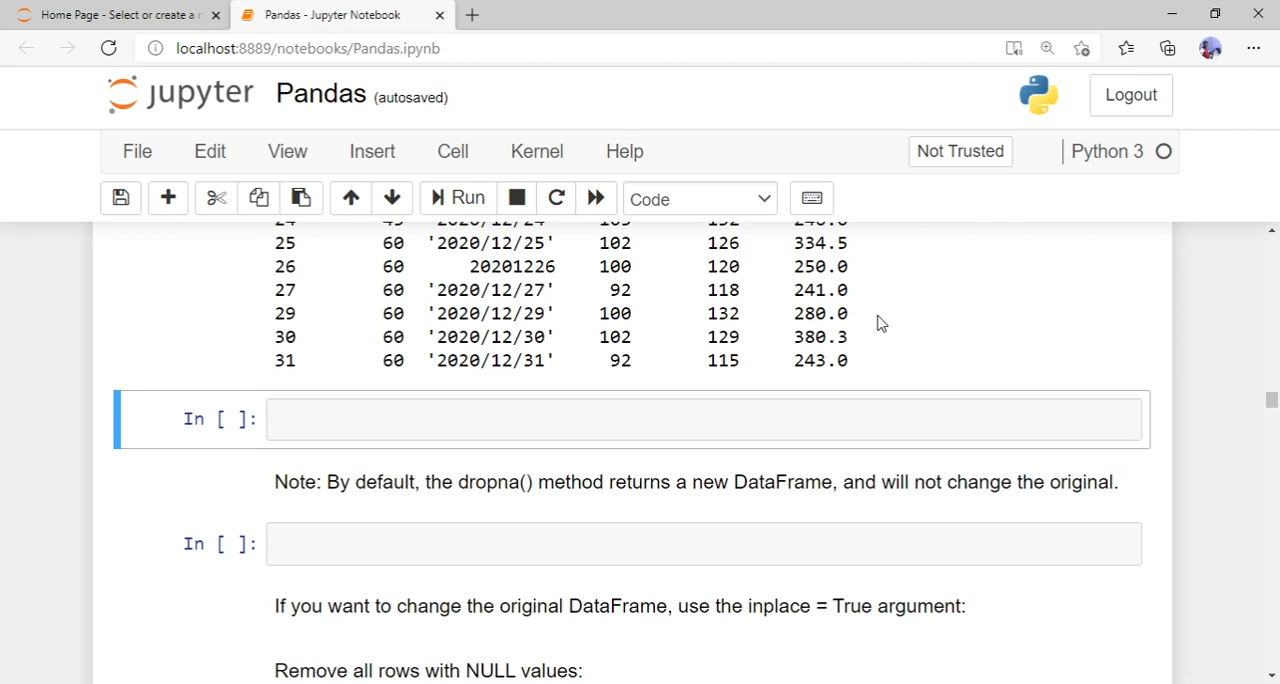 Home Page - Select or create a n
Pandas - Jupyter Notebook
localhost:8889/notebooks/Pandas.ipynb
jupyter Pandas (autosaved)
Logout
File Edit View Insert Cell Kernel Help Not Trusted Python 3
Run Code
25 60 '2020/12/25' 102 126 334.5
26 60 20201226 100 120 250.0
27 60 '2020/12/27' 92 118 241.0
29 60 '2020/12/29' 100 132 280.0
30 60 '2020/12/30' 102 129 380.3
31 60 '2020/12/31' 92 115 243.0
In [ ]:
Note: By default, the dropna() method returns a new DataFrame, and will not change the original.
In [ ]:
If you want to change the original DataFrame, use the inplace = True argument:
Remove all rows with NULL values: